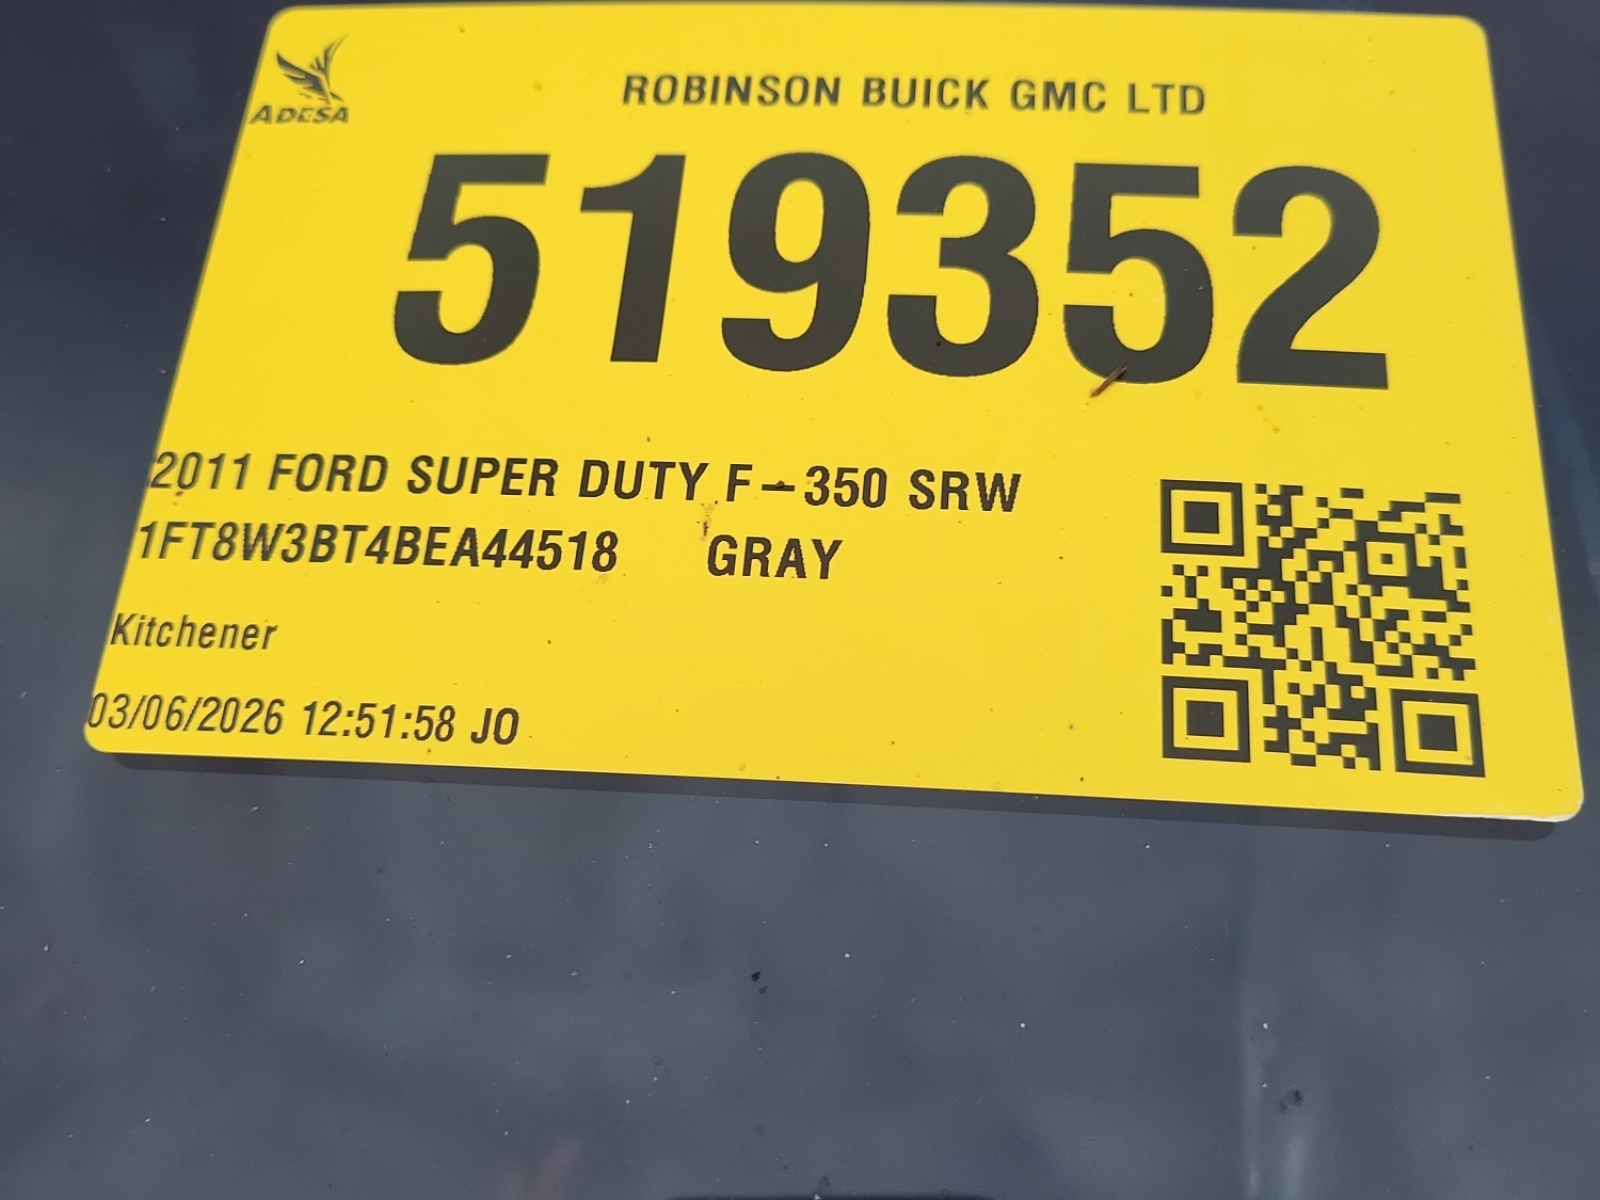 ADESA
ROBINSON BUICK GMC LTD
519352
2011 FORD SUPER DUTY F-350 SRW
1FT8W3BT4BEA44518 GRAY
Kitchener
03/06/2026 12:51:58 JO